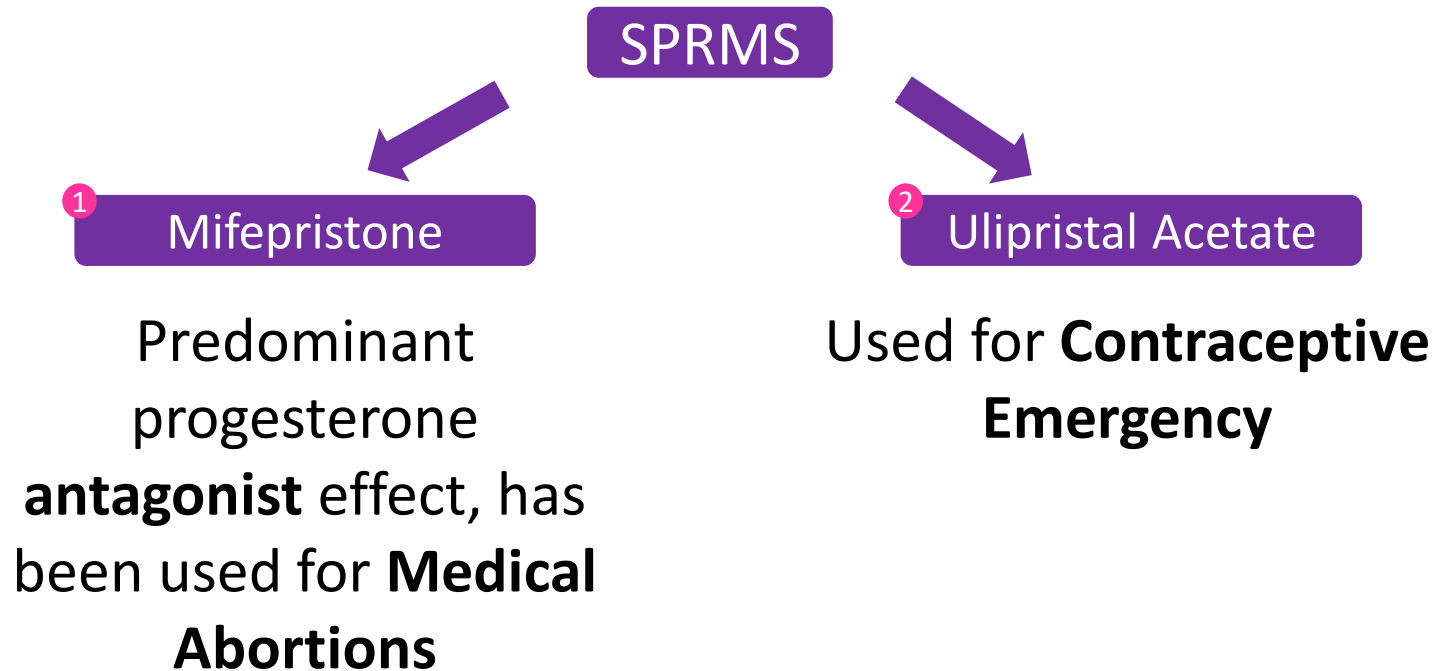 SPRMS
1
Mifepristone
Predominant
progesterone
antagonist effect, has
been used for Medical
Abortions
2
Ulipristal Acetate
Used for Contraceptive
Emergency